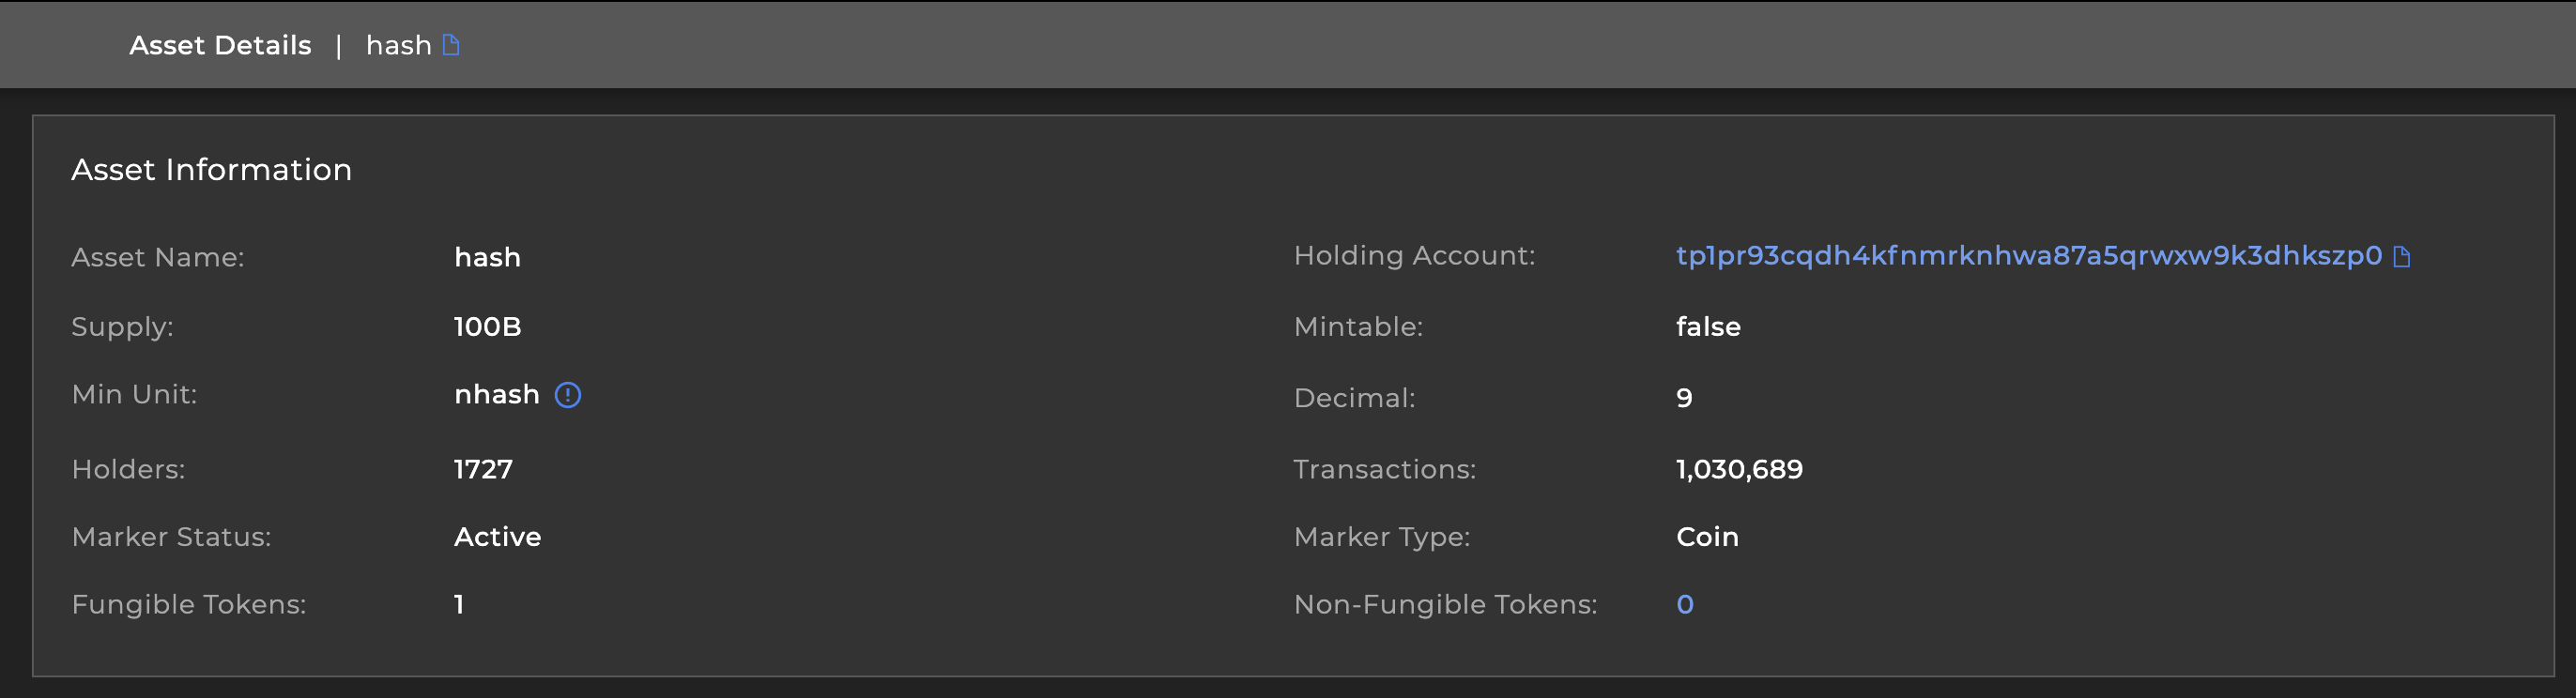 Asset Details | hash
Asset Information
Asset Name: hash
Holding Account: tp1pr93cqdh4kfnmrknhwa87a5qrwxw9k3dhkszp0
Supply: 100B
Mintable: false
Min Unit: nhash
Decimal: 9
Holders: 1727
Transactions: 1,030,689
Marker Status: Active
Marker Type: Coin
Fungible Tokens: 1
Non-Fungible Tokens: 0